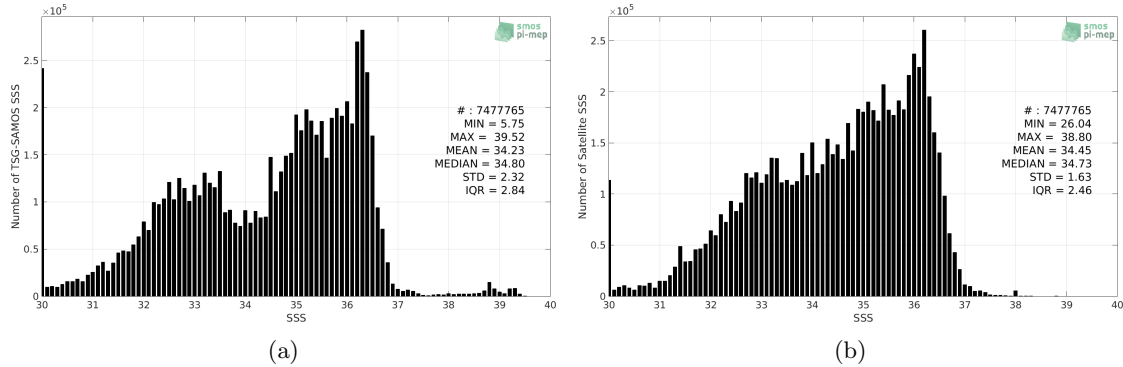 ×10⁵
smos
pi-mep
2.5
2
1.5
1
0.5
0
Number of TSG-SAMOS SSS
# : 7477765
MIN = 5.75
MAX = 39.52
MEAN = 34.23
MEDIAN = 34.80
STD = 2.32
IQR = 2.84
30 31 32 33 34 35 36 37 38 39 40
SSS
(a)
×10⁵
smos
pi-mep
2.5
2
1.5
1
0.5
0
Number of Satellite SSS
# : 7477765
MIN = 26.04
MAX = 38.80
MEAN = 34.45
MEDIAN = 34.73
STD = 1.63
IQR = 2.46
30 31 32 33 34 35 36 37 38 39 40
SSS
(b)